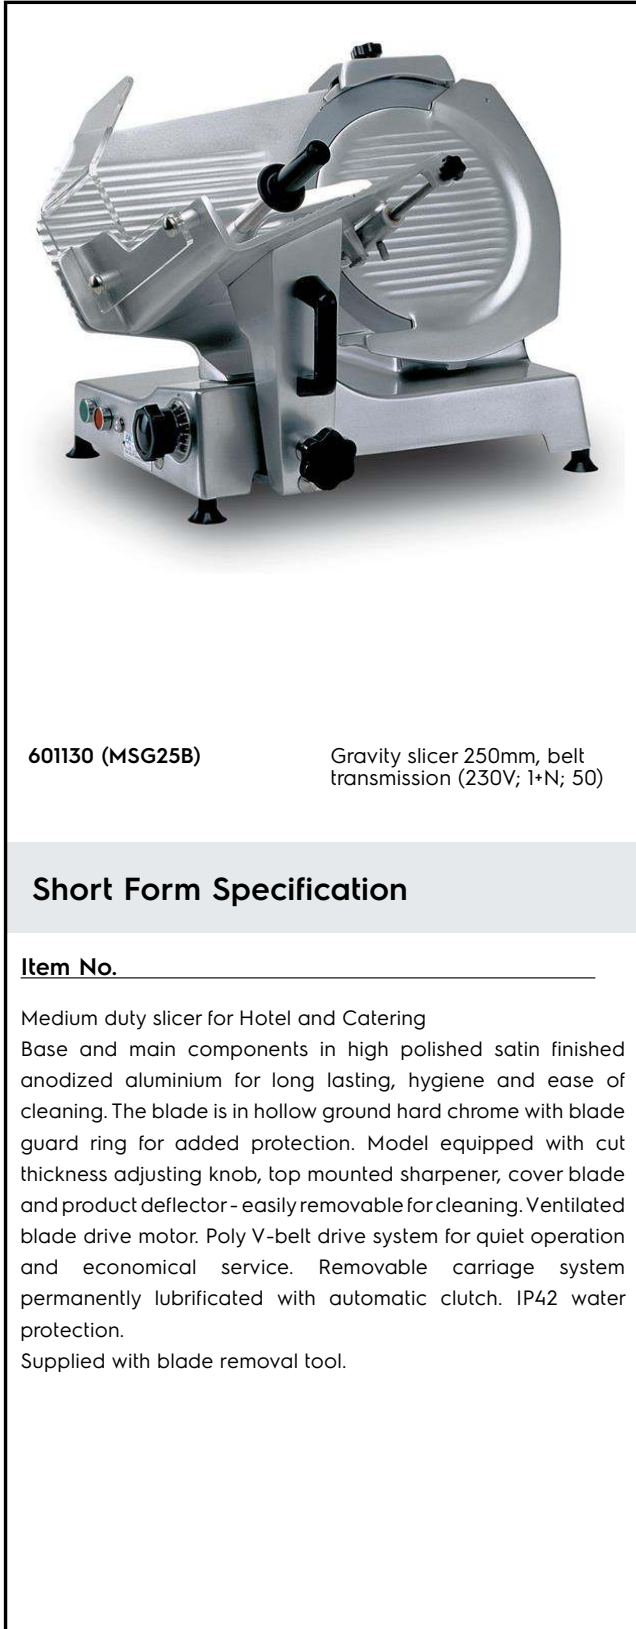 601130 (MSG25B)
Gravity slicer 250mm, belt
transmission (230V; 1+N; 50)
Short Form Specification
Item No.
Medium duty slicer for Hotel and Catering
Base and main components in high polished satin finished
anodized aluminium for long lasting, hygiene and ease of
cleaning. The blade is in hollow ground hard chrome with blade
guard ring for added protection. Model equipped with cut
thickness adjusting knob, top mounted sharpener, cover blade
and product deflector - easily removable for cleaning. Ventilated
blade drive motor. Poly V-belt drive system for quiet operation
and economical service. Removable carriage system
permanently lubrificated with automatic clutch. IP42 water
protection.
Supplied with blade removal tool.